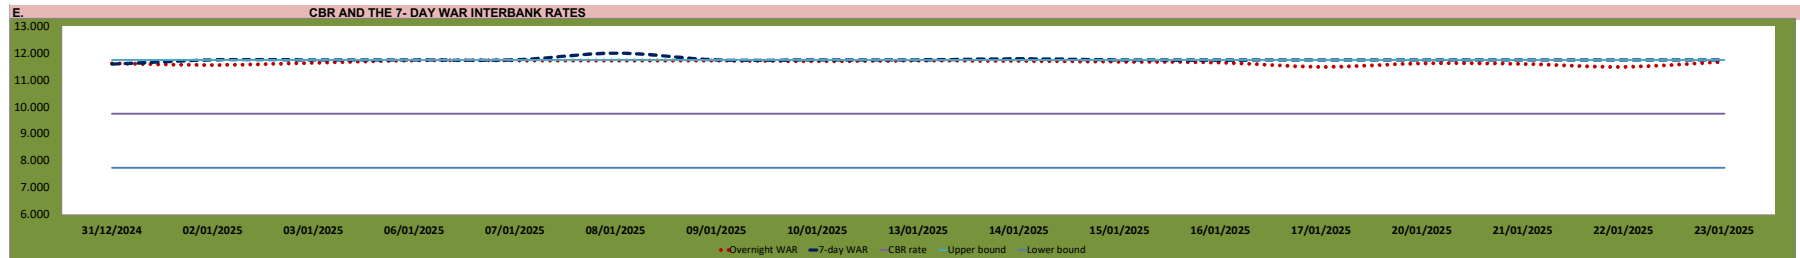 E. CBR AND THE 7- DAY WAR INTERBANK RATES
13.000
12.000
11.000
10.000
9.000
8.000
7.000
6.000
31/12/2024 02/01/2025 03/01/2025 06/01/2025 07/01/2025 08/01/2025 09/01/2025 10/01/2025 13/01/2025 14/01/2025 15/01/2025 16/01/2025 17/01/2025 20/01/2025 21/01/2025 22/01/2025 23/01/2025
Overnight WAR 7-day WAR CBR rate Upper bound Lower bound